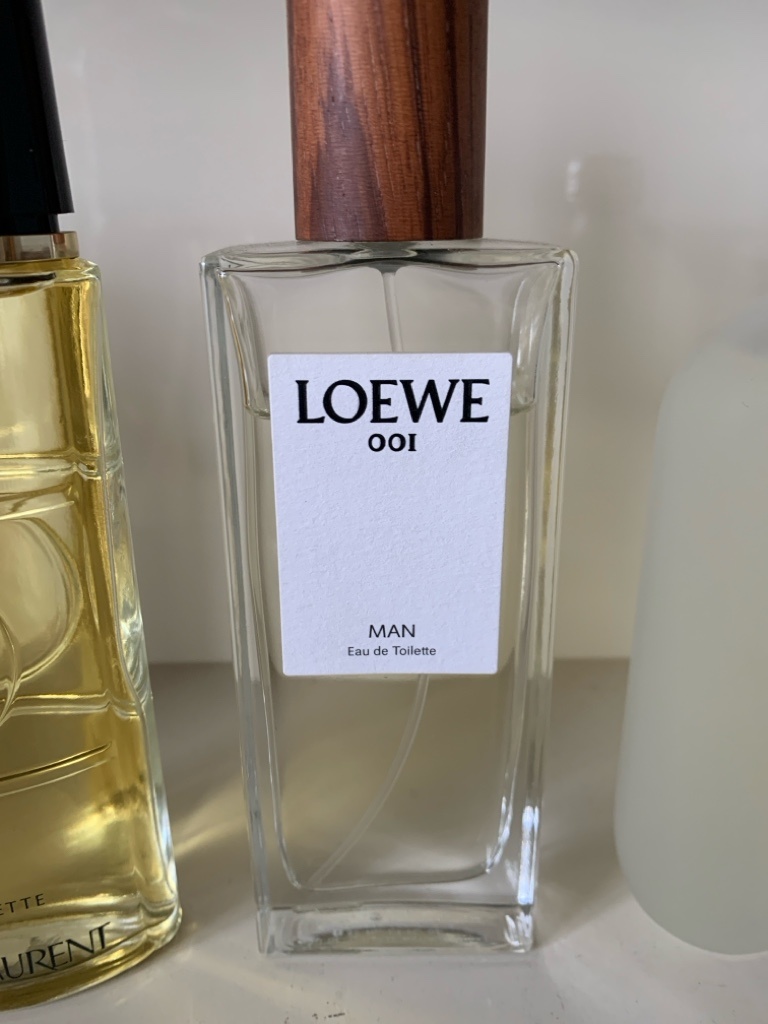 LOEWE
001
MAN
Eau de Toilette
ETTE
AURENT